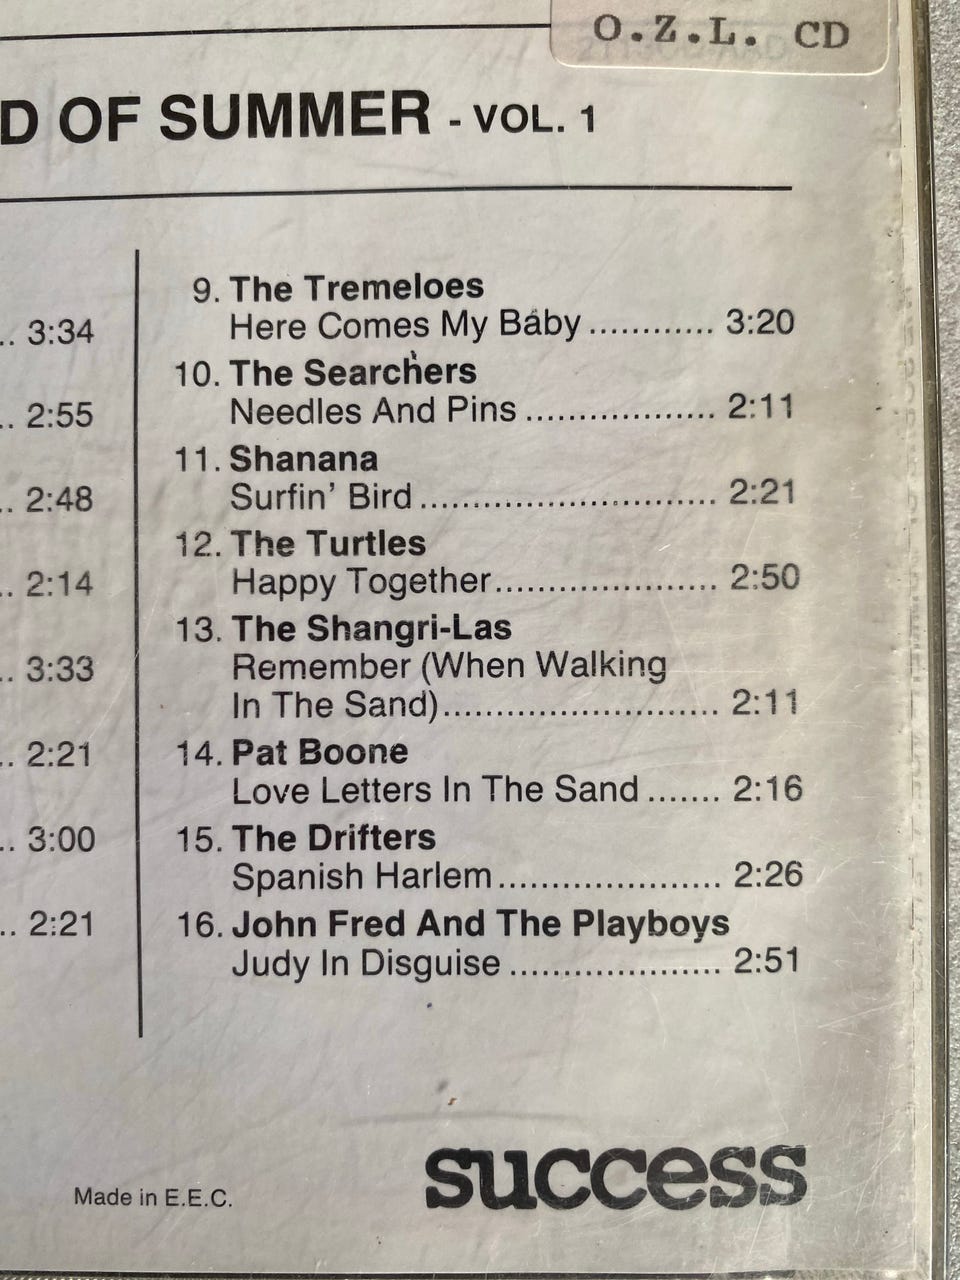 O.Z.L. CD
D OF SUMMER - VOL. 1
.. 3:34
.. 2:55
.. 2:48
.. 2:14
.. 3:33
.. 2:21
.. 3:00
.. 2:21
9. The Tremeloes
Here Comes My Baby ............ 3:20
10. The Searchers
Needles And Pins .................. 2:11
11. Shanana
Surfin' Bird ............................ 2:21
12. The Turtles
Happy Together..................... 2:50
13. The Shangri-Las
Remember (When Walking
In The Sand).......................... 2:11
14. Pat Boone
Love Letters In The Sand ....... 2:16
15. The Drifters
Spanish Harlem..................... 2:26
16. John Fred And The Playboys
Judy In Disguise .................... 2:51
Made in E.E.C.
success